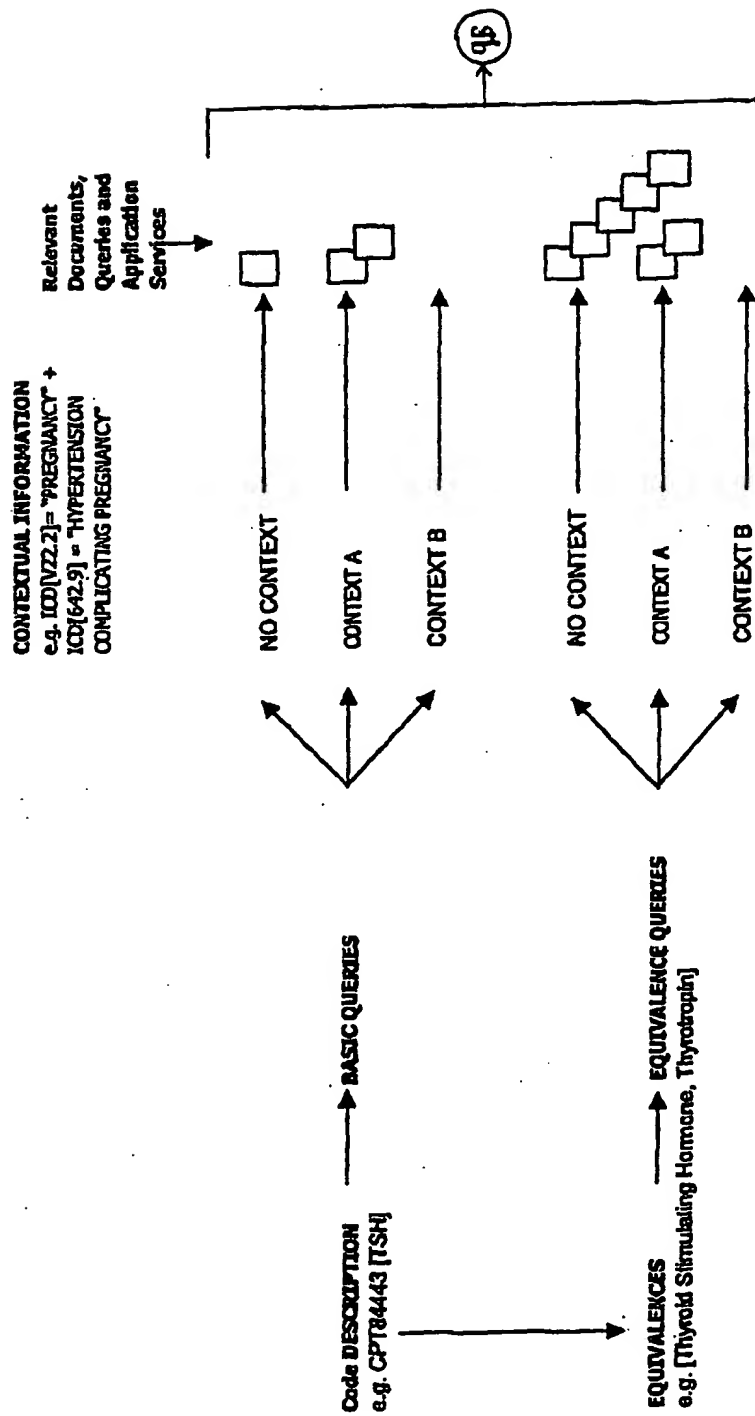 CONTEXTUAL INFORMATION
e.g. ICD[V22.2]= "PREGNANCY" +
ICD[642.9] = "HYPERTENSION
COMPLICATING PREGNANCY"
Relevant
Documents,
Queries and
Application
Services
Code DESCRIPTION
e.g. CPT84443 [TSH]
BASIC QUERIES
NO CONTEXT
CONTEXT A
CONTEXT B
EQUIVALENCES
e.g. [Thyroid Stimulating Hormone, Thyrotropin]
EQUIVALENCE QUERIES
NO CONTEXT
CONTEXT A
CONTEXT B